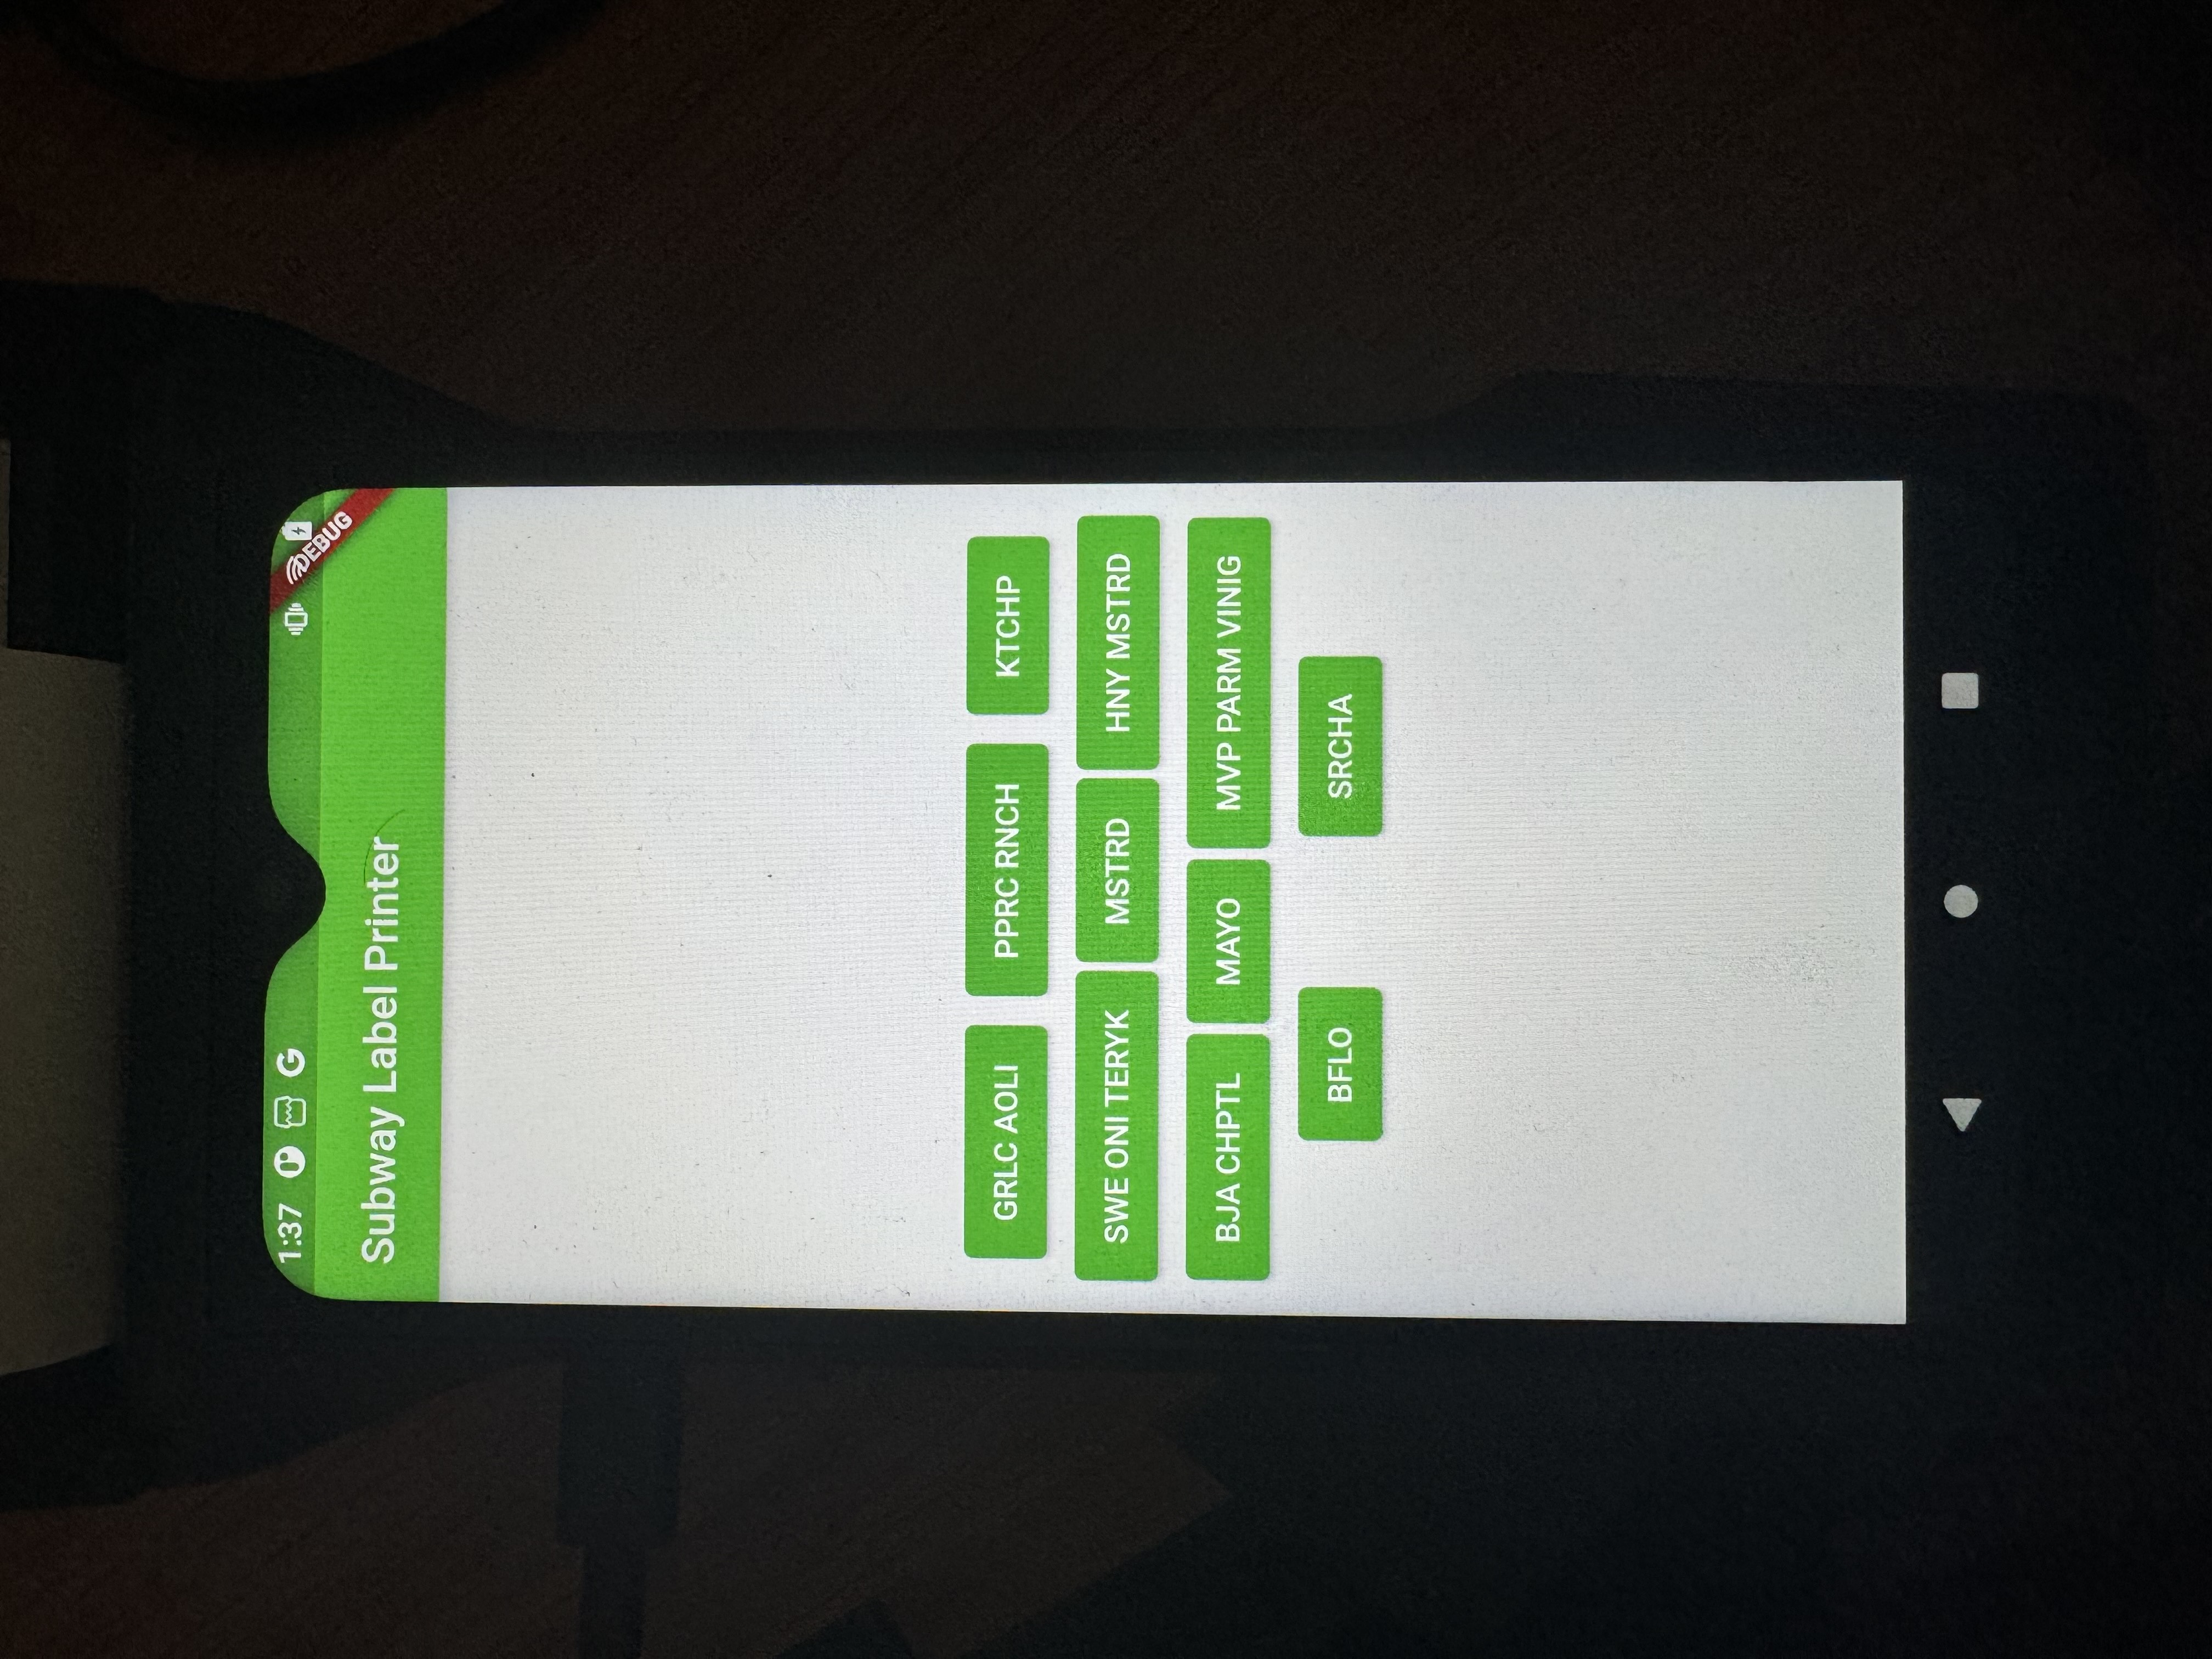 1:37 G DEBUG
Subway Label Printer
GRLC AOLI PPRC RNCH KTCHP
SWE ONI TERYK MSTRD HNY MSTRD
BJA CHPTL MAYO MVP PARM VINIG
BFLO SRCHA